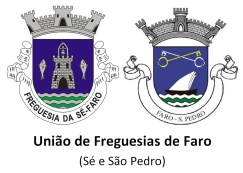 FREGUESIA DA SÉ-FARO
FARO - S. PEDRO
União de Freguesias de Faro
(Sé e São Pedro)